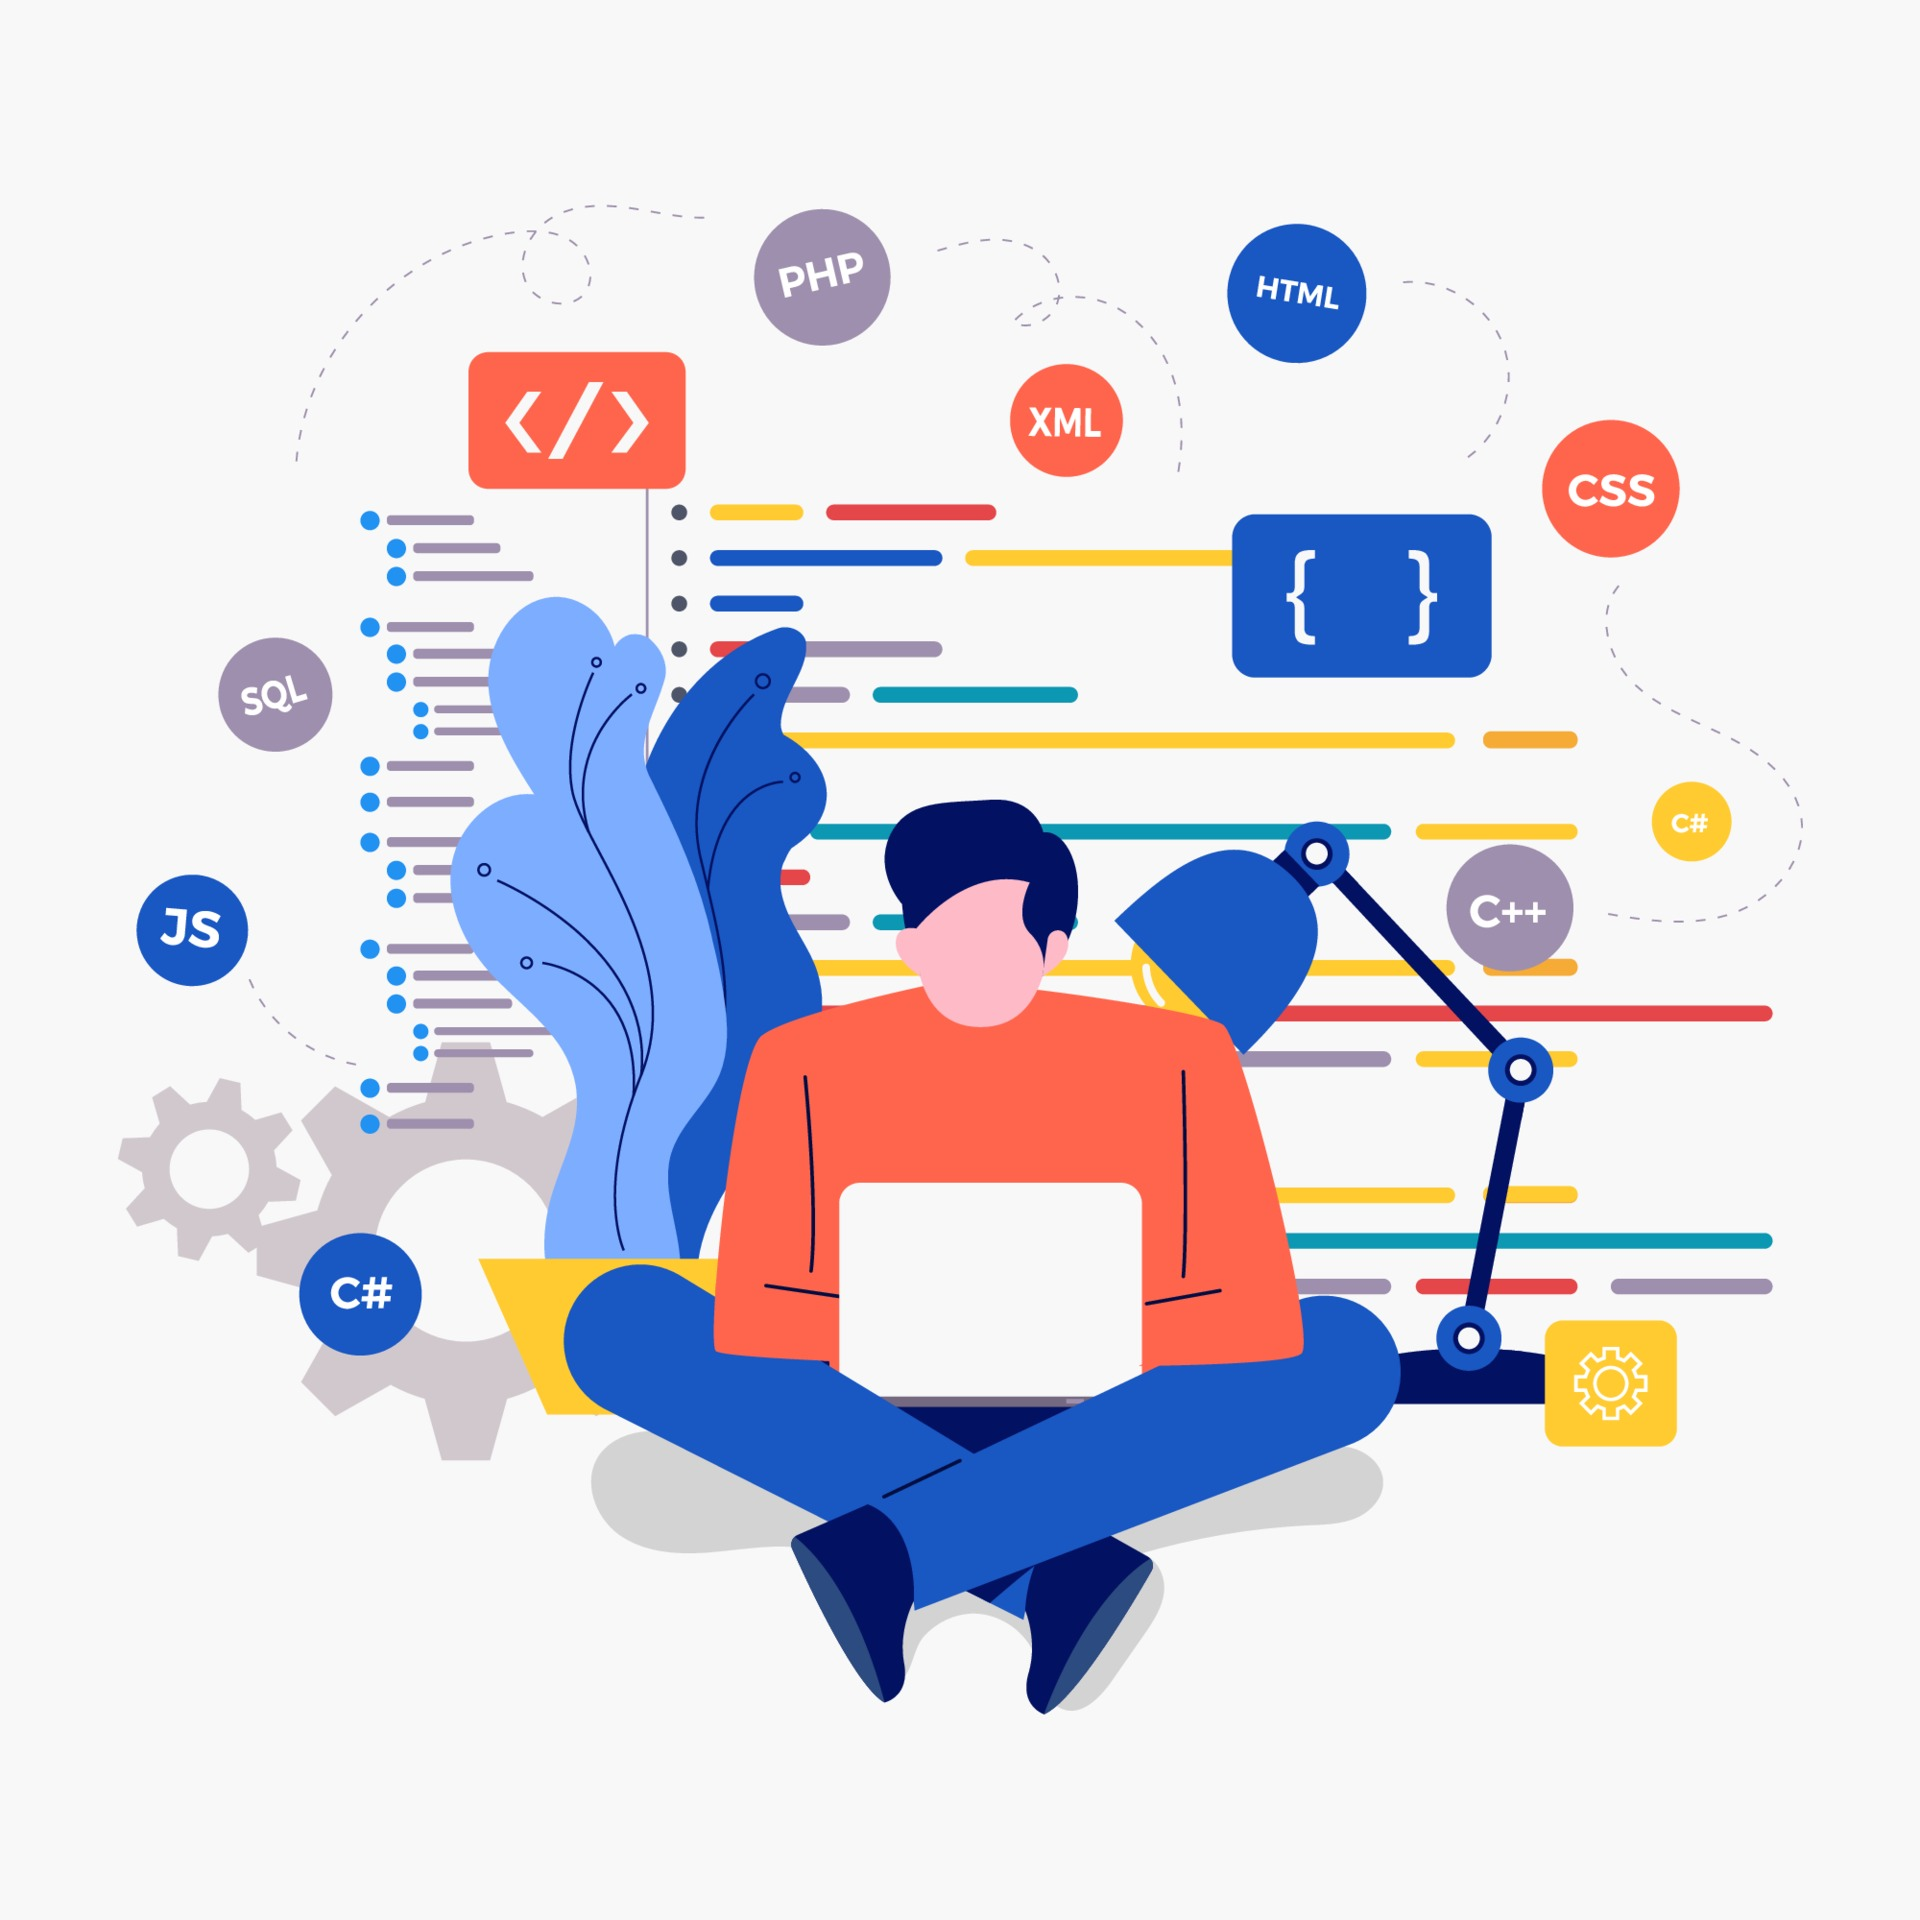 PHP
HTML
</>
XML
CSS
{ }
SQL
C#
JS
C++
C#